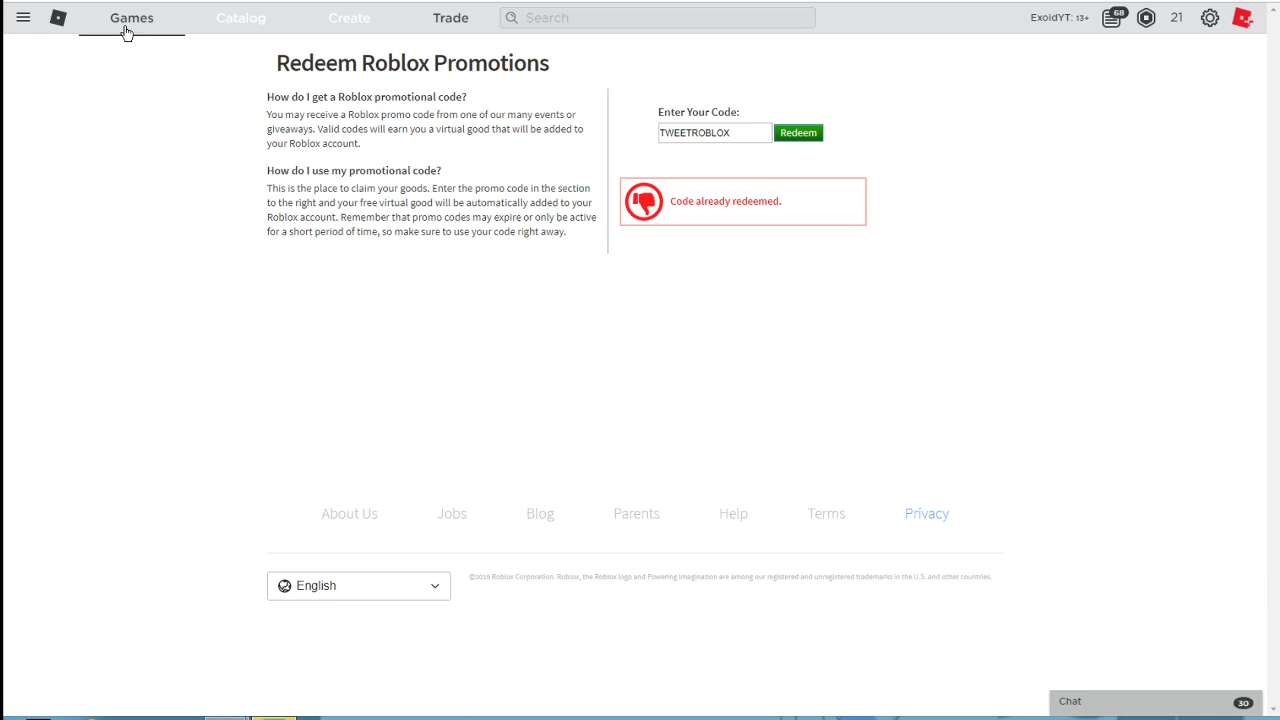 Games Catalog Create Trade Search ExoidYT: 13+ 68 21
Redeem Roblox Promotions
How do I get a Roblox promotional code?
You may receive a Roblox promo code from one of our many events or
giveaways. Valid codes will earn you a virtual good that will be added to
your Roblox account.
How do I use my promotional code?
This is the place to claim your goods. Enter the promo code in the section
to the right and your free virtual good will be automatically added to your
Roblox account. Remember that promo codes may expire or only be active
for a short period of time, so make sure to use your code right away.
Enter Your Code:
TWEETROBLOX Redeem
Code already redeemed.
About Us Jobs Blog Parents Help Terms Privacy
English
©2019 Roblox Corporation. Roblox, the Roblox logo and Powering Imagination are among our registered and unregistered trademarks in the U.S. and other countries.
Chat 30